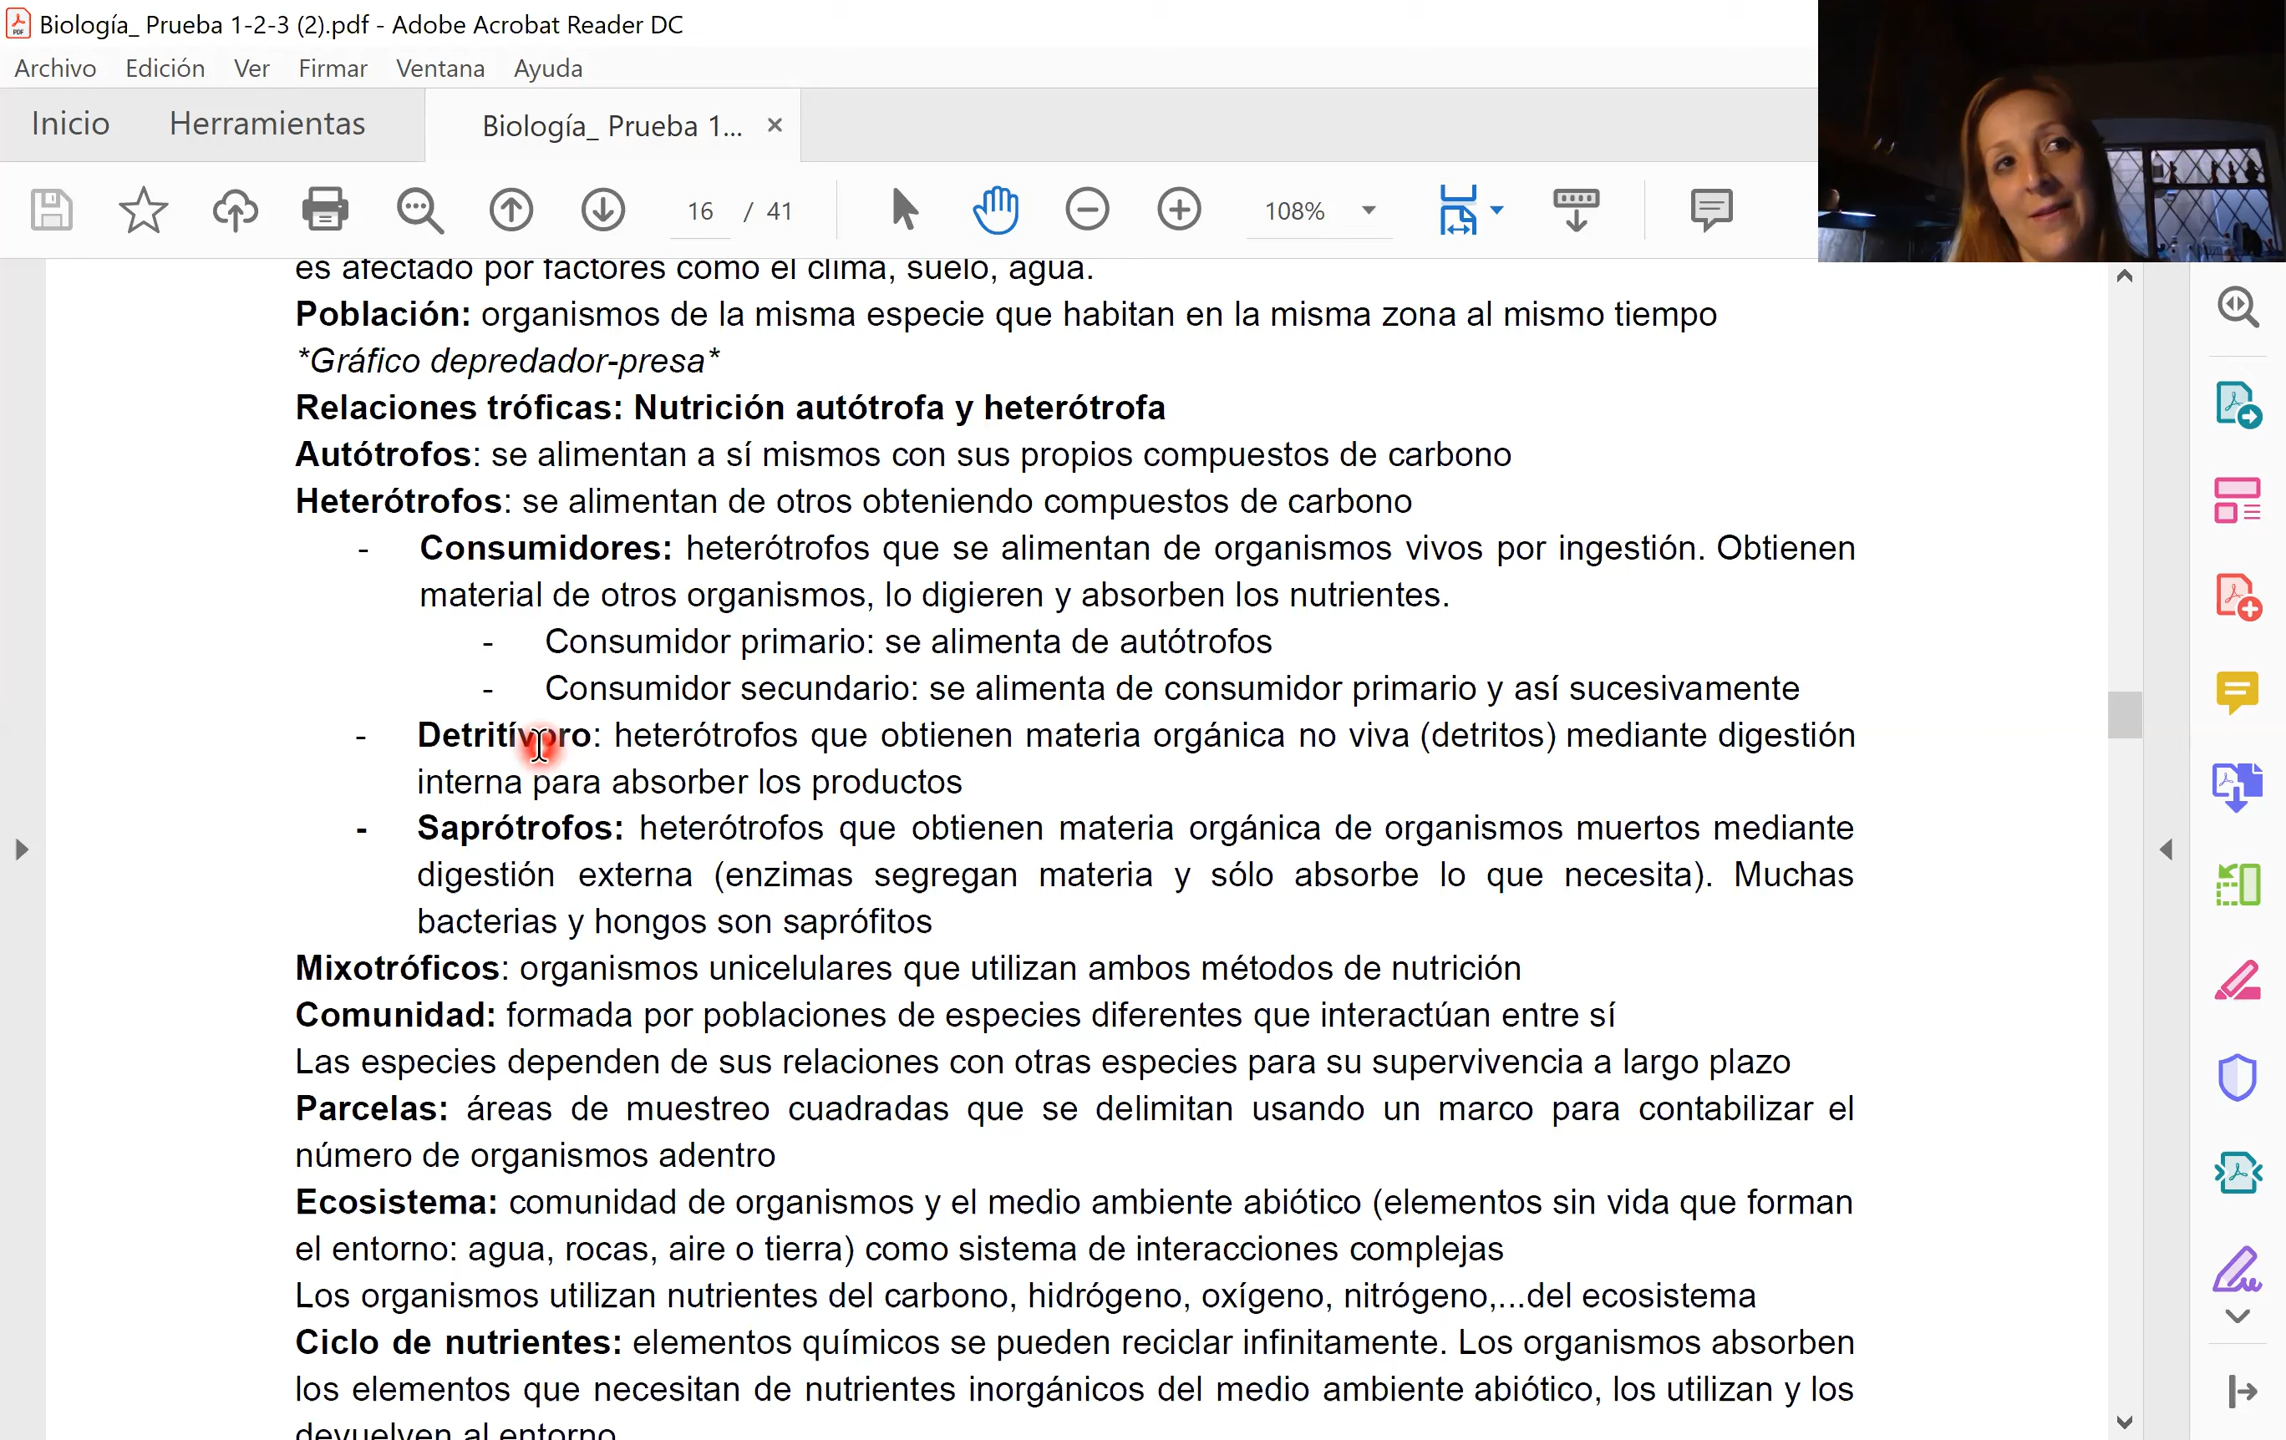 Biología_ Prueba 1-2-3 (2).pdf - Adobe Acrobat Reader DC
Archivo Edición Ver Firmar Ventana Ayuda
Inicio Herramientas Biología_ Prueba 1...
16 / 41 108%
es afectado por factores como el clima, suelo, agua.
Población: organismos de la misma especie que habitan en la misma zona al mismo tiempo
*Gráfico depredador-presa*
Relaciones tróficas: Nutrición autótrofa y heterótrofa
Autótrofos: se alimentan a sí mismos con sus propios compuestos de carbono
Heterótrofos: se alimentan de otros obteniendo compuestos de carbono
- Consumidores: heterótrofos que se alimentan de organismos vivos por ingestión. Obtienen
material de otros organismos, lo digieren y absorben los nutrientes.
- Consumidor primario: se alimenta de autótrofos
- Consumidor secundario: se alimenta de consumidor primario y así sucesivamente
- Detritívoro: heterótrofos que obtienen materia orgánica no viva (detritos) mediante digestión
interna para absorber los productos
- Saprótrofos: heterótrofos que obtienen materia orgánica de organismos muertos mediante
digestión externa (enzimas segregan materia y sólo absorbe lo que necesita). Muchas
bacterias y hongos son saprófitos
Mixotróficos: organismos unicelulares que utilizan ambos métodos de nutrición
Comunidad: formada por poblaciones de especies diferentes que interactúan entre sí
Las especies dependen de sus relaciones con otras especies para su supervivencia a largo plazo
Parcelas: áreas de muestreo cuadradas que se delimitan usando un marco para contabilizar el
número de organismos adentro
Ecosistema: comunidad de organismos y el medio ambiente abiótico (elementos sin vida que forman
el entorno: agua, rocas, aire o tierra) como sistema de interacciones complejas
Los organismos utilizan nutrientes del carbono, hidrógeno, oxígeno, nitrógeno,...del ecosistema
Ciclo de nutrientes: elementos químicos se pueden reciclar infinitamente. Los organismos absorben
los elementos que necesitan de nutrientes inorgánicos del medio ambiente abiótico, los utilizan y los
devuelven al entorno